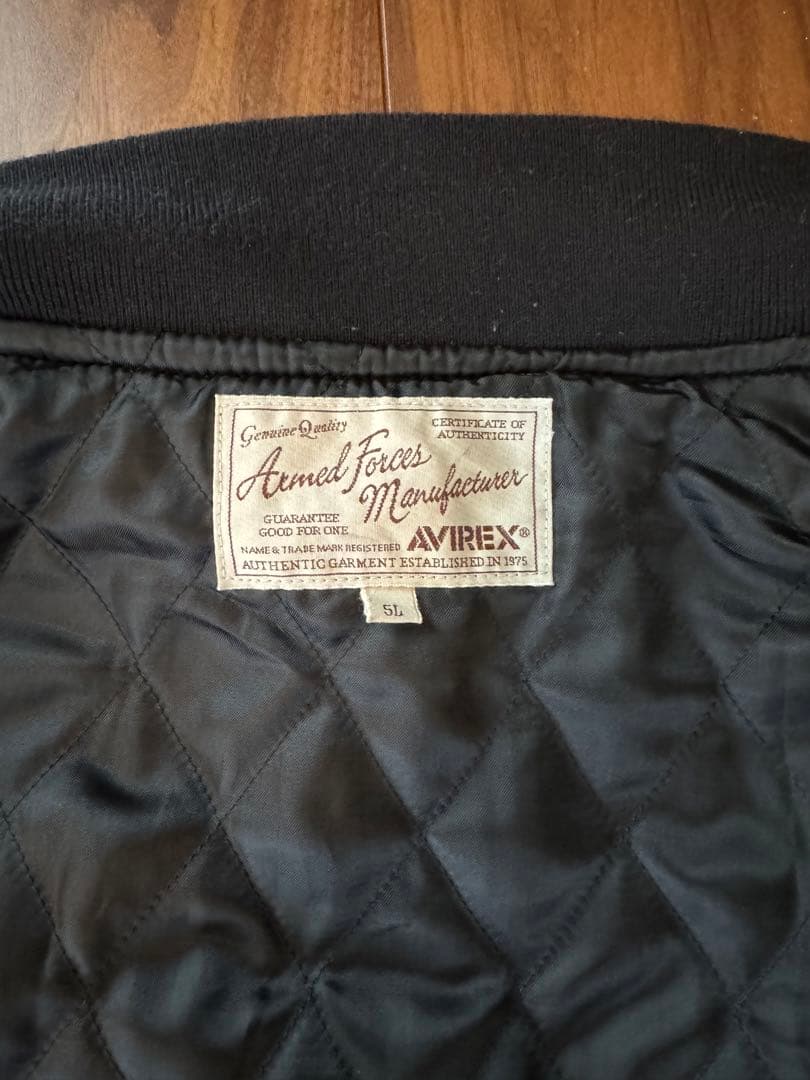 Genuine Quality
CERTIFICATE OF
AUTHENTICITY
Armed Forces
Manufacturer
GUARANTEE
GOOD FOR ONE
NAME & TRADE MARK REGISTERED
AVIREX®
AUTHENTIC GARMENT ESTABLISHED IN 1975
5L